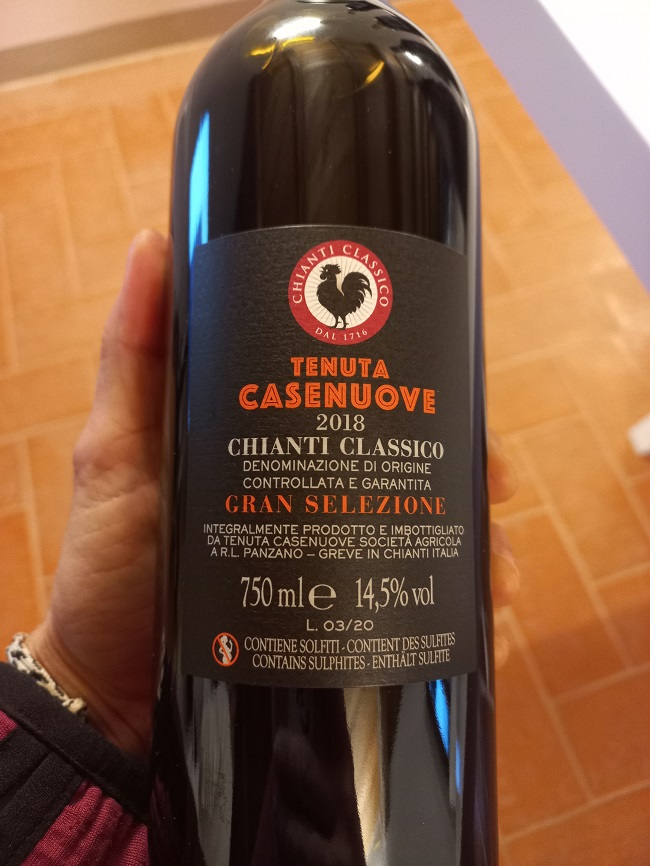 CHIANTI CLASSICO
DAL 1716
TENUTA
CASENUOVE
2018
CHIANTI CLASSICO
DENOMINAZIONE DI ORIGINE
CONTROLLATA E GARANTITA
GRAN SELEZIONE
INTEGRALMENTE PRODOTTO E IMBOTTIGLIATO
DA TENUTA CASENUOVE SOCIETÀ AGRICOLA
A R.L. PANZANO – GREVE IN CHIANTI ITALIA
750 ml e 14,5% vol
L. 03/20
CONTIENE SOLFITI - CONTIENT DES SULFITES
CONTAINS SULPHITES - ENTHÄLT SULFITE